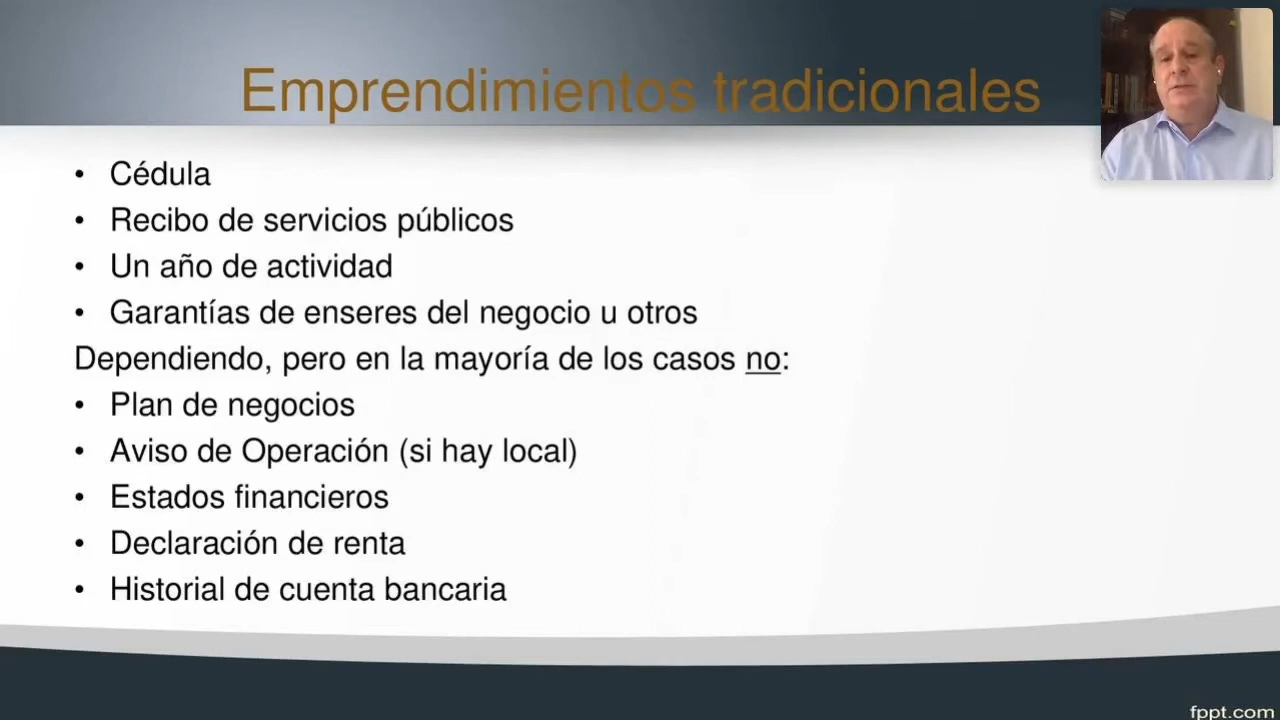 Emprendimientos tradicionales
• Cédula
• Recibo de servicios públicos
• Un año de actividad
• Garantías de enseres del negocio u otros
Dependiendo, pero en la mayoría de los casos no:
• Plan de negocios
• Aviso de Operación (si hay local)
• Estados financieros
• Declaración de renta
• Historial de cuenta bancaria
fppt.com